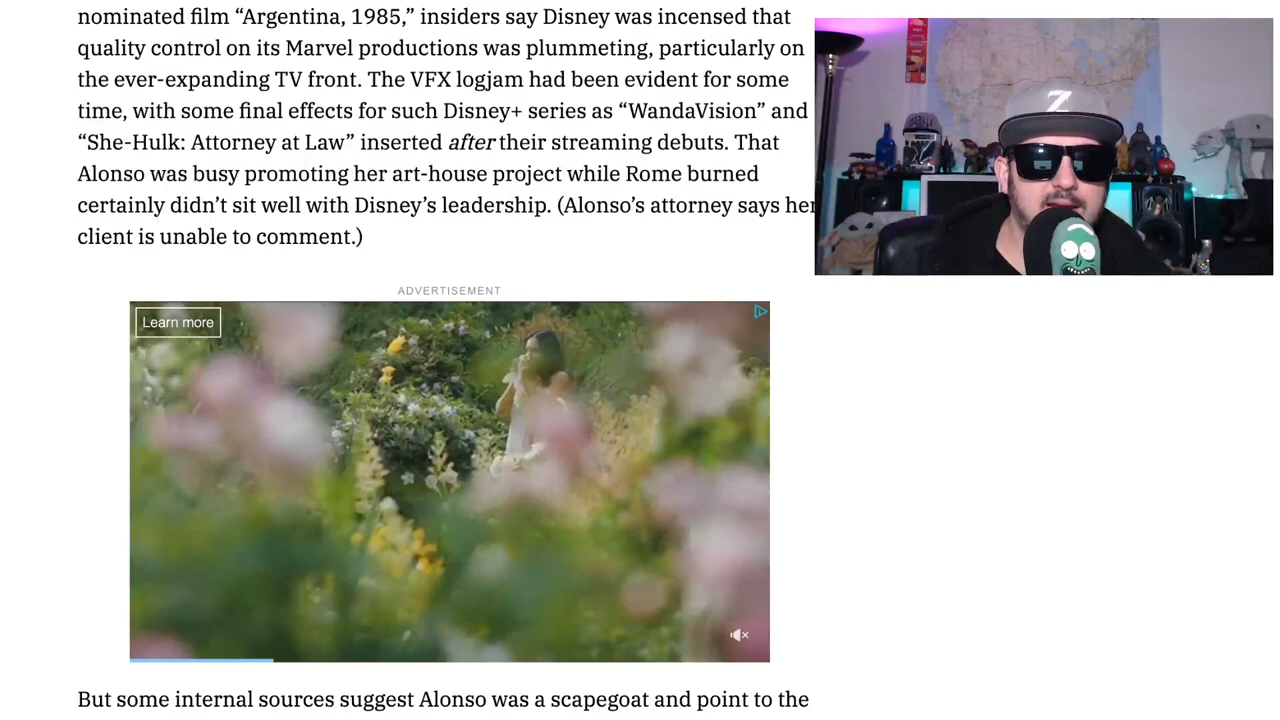 nominated film “Argentina, 1985,” insiders say Disney was incensed that
quality control on its Marvel productions was plummeting, particularly on
the ever-expanding TV front. The VFX logjam had been evident for some
time, with some final effects for such Disney+ series as “WandaVision” and
“She-Hulk: Attorney at Law” inserted after their streaming debuts. That
Alonso was busy promoting her art-house project while Rome burned
certainly didn’t sit well with Disney’s leadership. (Alonso’s attorney says her
client is unable to comment.)
Z
ADVERTISEMENT
Learn more
But some internal sources suggest Alonso was a scapegoat and point to the